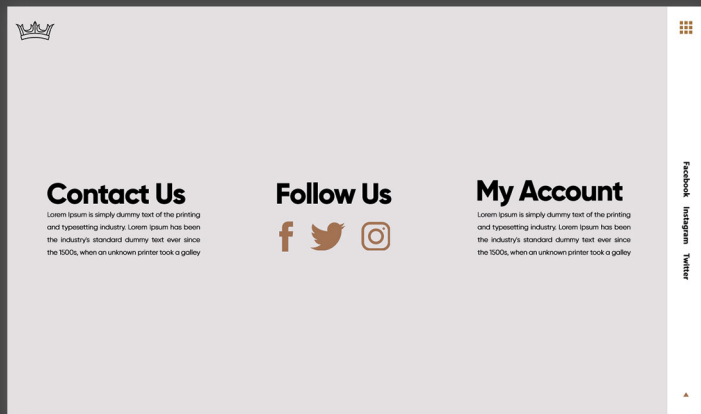 Contact Us
Lorem Ipsum is simply dummy text of the printing
and typesetting industry. Lorem Ipsum has been
the industry's standard dummy text ever since
the 1500s, when an unknown printer took a galley
Follow Us
My Account
Lorem Ipsum is simply dummy text of the printing
and typesetting industry. Lorem Ipsum has been
the industry's standard dummy text ever since
the 1500s, when an unknown printer took a galley
Facebook Instagram Twitter